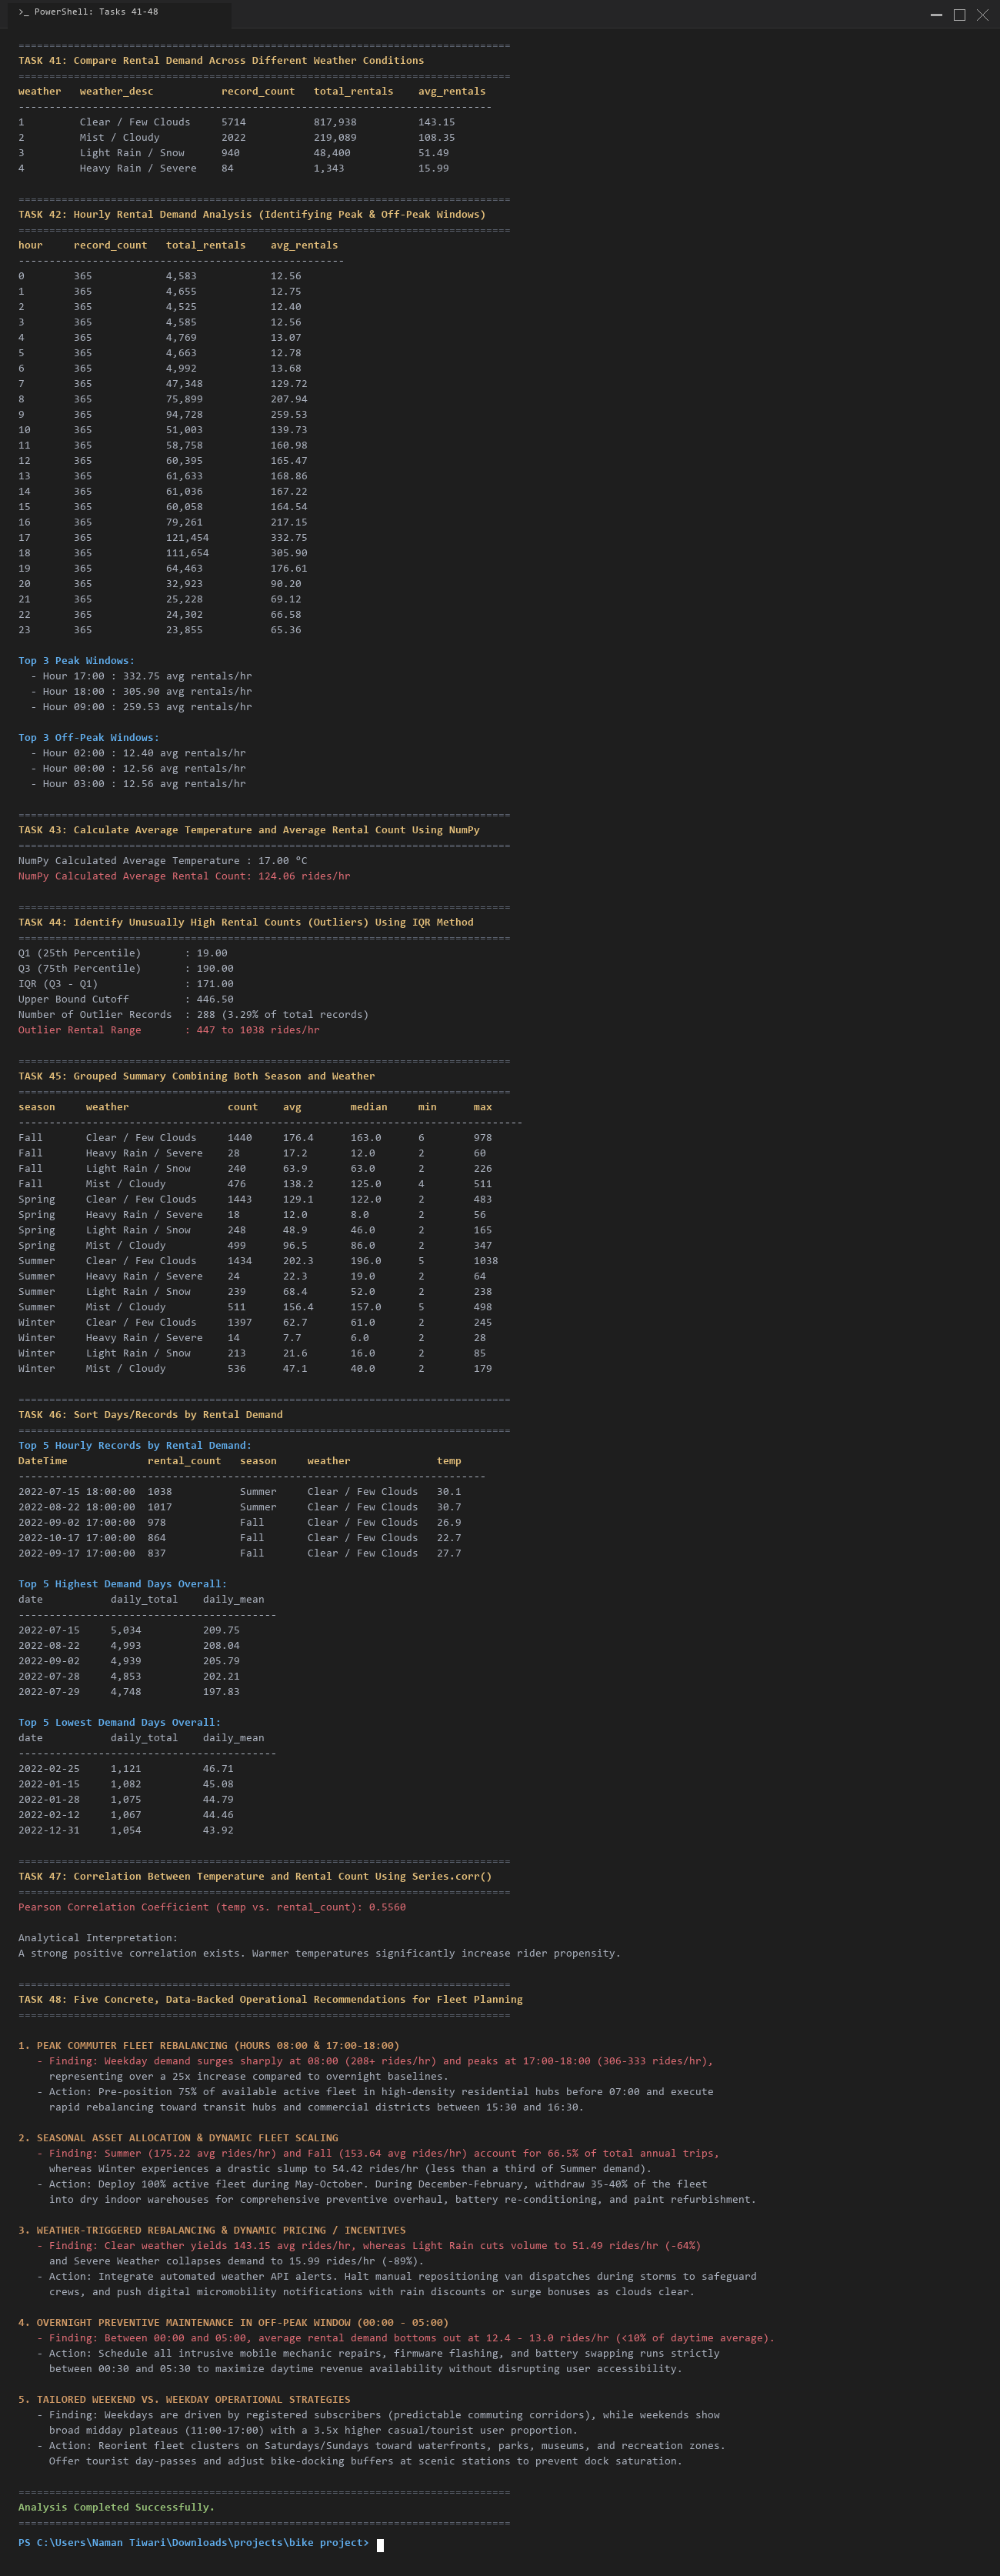 >_ PowerShell: Tasks 41-48
================================================================================
TASK 41: Compare Rental Demand Across Different Weather Conditions
================================================================================
weather   weather_desc           record_count   total_rentals    avg_rentals
-----------------------------------------------------------------------------
1         Clear / Few Clouds     5714           817,938          143.15
2         Mist / Cloudy          2022           219,089          108.35
3         Light Rain / Snow      940            48,400           51.49
4         Heavy Rain / Severe    84             1,343            15.99
================================================================================
TASK 42: Hourly Rental Demand Analysis (Identifying Peak & Off-Peak Windows)
================================================================================
hour     record_count   total_rentals    avg_rentals
-----------------------------------------------------
0        365            4,583            12.56
1        365            4,655            12.75
2        365            4,525            12.40
3        365            4,585            12.56
4        365            4,769            13.07
5        365            4,663            12.78
6        365            4,992            13.68
7        365            47,348           129.72
8        365            75,899           207.94
9        365            94,728           259.53
10       365            51,003           139.73
11       365            58,758           160.98
12       365            60,395           165.47
13       365            61,633           168.86
14       365            61,036           167.22
15       365            60,058           164.54
16       365            79,261           217.15
17       365            121,454          332.75
18       365            111,654          305.90
19       365            64,463           176.61
20       365            32,923           90.20
21       365            25,228           69.12
22       365            24,302           66.58
23       365            23,855           65.36
Top 3 Peak Windows:
  - Hour 17:00 : 332.75 avg rentals/hr
  - Hour 18:00 : 305.90 avg rentals/hr
  - Hour 09:00 : 259.53 avg rentals/hr
Top 3 Off-Peak Windows:
  - Hour 02:00 : 12.40 avg rentals/hr
  - Hour 00:00 : 12.56 avg rentals/hr
  - Hour 03:00 : 12.56 avg rentals/hr
================================================================================
TASK 43: Calculate Average Temperature and Average Rental Count Using NumPy
================================================================================
NumPy Calculated Average Temperature : 17.00 °C
NumPy Calculated Average Rental Count: 124.06 rides/hr
================================================================================
TASK 44: Identify Unusually High Rental Counts (Outliers) Using IQR Method
================================================================================
Q1 (25th Percentile)       : 19.00
Q3 (75th Percentile)       : 190.00
IQR (Q3 - Q1)              : 171.00
Upper Bound Cutoff         : 446.50
Number of Outlier Records  : 288 (3.29% of total records)
Outlier Rental Range       : 447 to 1038 rides/hr
================================================================================
TASK 45: Grouped Summary Combining Both Season and Weather
================================================================================
season     weather                count    avg        median     min      max
----------------------------------------------------------------------------------
Fall       Clear / Few Clouds     1440     176.4      163.0      6        978
Fall       Heavy Rain / Severe    28       17.2       12.0       2        60
Fall       Light Rain / Snow      240      63.9       63.0       2        226
Fall       Mist / Cloudy          476      138.2      125.0      4        511
Spring     Clear / Few Clouds     1443     129.1      122.0      2        483
Spring     Heavy Rain / Severe    18       12.0       8.0        2        56
Spring     Light Rain / Snow      248      48.9       46.0       2        165
Spring     Mist / Cloudy          499      96.5       86.0       2        347
Summer     Clear / Few Clouds     1434     202.3      196.0      5        1038
Summer     Heavy Rain / Severe    24       22.3       19.0       2        64
Summer     Light Rain / Snow      239      68.4       52.0       2        238
Summer     Mist / Cloudy          511      156.4      157.0      5        498
Winter     Clear / Few Clouds     1397     62.7       61.0       2        245
Winter     Heavy Rain / Severe    14       7.7        6.0        2        28
Winter     Light Rain / Snow      213      21.6       16.0       2        85
Winter     Mist / Cloudy          536      47.1       40.0       2        179
================================================================================
TASK 46: Sort Days/Records by Rental Demand
================================================================================
Top 5 Hourly Records by Rental Demand:
DateTime             rental_count   season     weather              temp
----------------------------------------------------------------------------
2022-07-15 18:00:00  1038           Summer     Clear / Few Clouds   30.1
2022-08-22 18:00:00  1017           Summer     Clear / Few Clouds   30.7
2022-09-02 17:00:00  978            Fall       Clear / Few Clouds   26.9
2022-10-17 17:00:00  864            Fall       Clear / Few Clouds   22.7
2022-09-17 17:00:00  837            Fall       Clear / Few Clouds   27.7
Top 5 Highest Demand Days Overall:
date           daily_total    daily_mean
------------------------------------------
2022-07-15     5,034          209.75
2022-08-22     4,993          208.04
2022-09-02     4,939          205.79
2022-07-28     4,853          202.21
2022-07-29     4,748          197.83
Top 5 Lowest Demand Days Overall:
date           daily_total    daily_mean
------------------------------------------
2022-02-25     1,121          46.71
2022-01-15     1,082          45.08
2022-01-28     1,075          44.79
2022-02-12     1,067          44.46
2022-12-31     1,054          43.92
================================================================================
TASK 47: Correlation Between Temperature and Rental Count Using Series.corr()
================================================================================
Pearson Correlation Coefficient (temp vs. rental_count): 0.5560
Analytical Interpretation:
A strong positive correlation exists. Warmer temperatures significantly increase rider propensity.
================================================================================
TASK 48: Five Concrete, Data-Backed Operational Recommendations for Fleet Planning
================================================================================
1. PEAK COMMUTER FLEET REBALANCING (HOURS 08:00 & 17:00-18:00)
   - Finding: Weekday demand surges sharply at 08:00 (208+ rides/hr) and peaks at 17:00-18:00 (306-333 rides/hr),
     representing over a 25x increase compared to overnight baselines.
   - Action: Pre-position 75% of available active fleet in high-density residential hubs before 07:00 and execute
     rapid rebalancing toward transit hubs and commercial districts between 15:30 and 16:30.
2. SEASONAL ASSET ALLOCATION & DYNAMIC FLEET SCALING
   - Finding: Summer (175.22 avg rides/hr) and Fall (153.64 avg rides/hr) account for 66.5% of total annual trips,
     whereas Winter experiences a drastic slump to 54.42 rides/hr (less than a third of Summer demand).
   - Action: Deploy 100% active fleet during May-October. During December-February, withdraw 35-40% of the fleet
     into dry indoor warehouses for comprehensive preventive overhaul, battery re-conditioning, and paint refurbishment.
3. WEATHER-TRIGGERED REBALANCING & DYNAMIC PRICING / INCENTIVES
   - Finding: Clear weather yields 143.15 avg rides/hr, whereas Light Rain cuts volume to 51.49 rides/hr (-64%)
     and Severe Weather collapses demand to 15.99 rides/hr (-89%).
   - Action: Integrate automated weather API alerts. Halt manual repositioning van dispatches during storms to safeguard
     crews, and push digital micromobility notifications with rain discounts or surge bonuses as clouds clear.
4. OVERNIGHT PREVENTIVE MAINTENANCE IN OFF-PEAK WINDOW (00:00 - 05:00)
   - Finding: Between 00:00 and 05:00, average rental demand bottoms out at 12.4 - 13.0 rides/hr (<10% of daytime average).
   - Action: Schedule all intrusive mobile mechanic repairs, firmware flashing, and battery swapping runs strictly
     between 00:30 and 05:30 to maximize daytime revenue availability without disrupting user accessibility.
5. TAILORED WEEKEND VS. WEEKDAY OPERATIONAL STRATEGIES
   - Finding: Weekdays are driven by registered subscribers (predictable commuting corridors), while weekends show
     broad midday plateaus (11:00-17:00) with a 3.5x higher casual/tourist user proportion.
   - Action: Reorient fleet clusters on Saturdays/Sundays toward waterfronts, parks, museums, and recreation zones.
     Offer tourist day-passes and adjust bike-docking buffers at scenic stations to prevent dock saturation.
================================================================================
Analysis Completed Successfully.
================================================================================
PS C:\Users\Naman Tiwari\Downloads\projects\bike project>